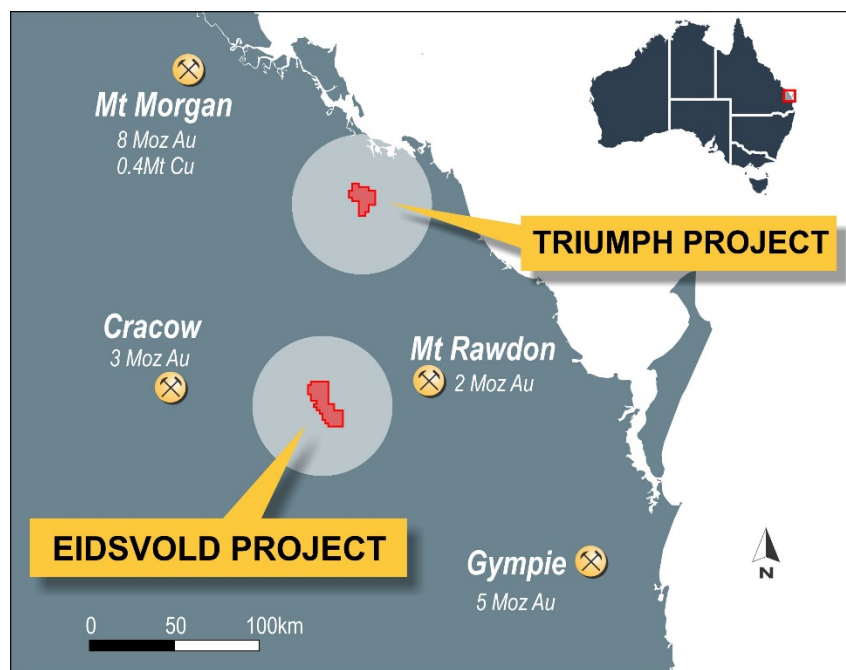 Mt Morgan
8 Moz Au
0.4Mt Cu
TRIUMPH PROJECT
Cracow
3 Moz Au
Mt Rawdon
2 Moz Au
EIDSVOLD PROJECT
Gympie
5 Moz Au
N
0 50 100km